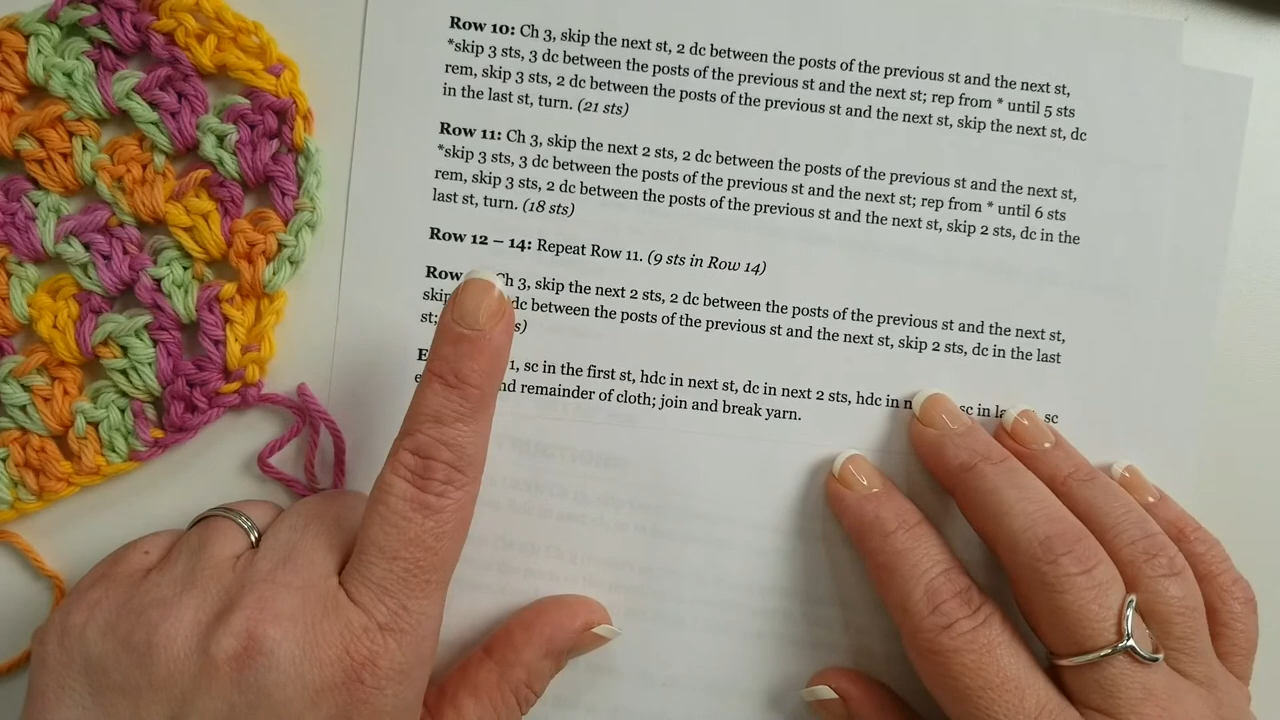 Row 10: Ch 3, skip the next st, 2 dc between the posts of the previous st and the next st,
*skip 3 sts, 3 dc between the posts of the previous st and the next st; rep from * until 5 sts
rem, skip 3 sts, 2 dc between the posts of the previous st and the next st, skip the next st, dc
in the last st, turn. (21 sts)
Row 11: Ch 3, skip the next 2 sts, 2 dc between the posts of the previous st and the next st,
*skip 3 sts, 3 dc between the posts of the previous st and the next st; rep from * until 6 sts
rem, skip 3 sts, 2 dc between the posts of the previous st and the next st, skip 2 sts, dc in the
last st, turn. (18 sts)
Row 12 – 14: Repeat Row 11. (9 sts in Row 14)
Row Ch 3, skip the next 2 sts, 2 dc between the posts of the previous st and the next st,
skip dc between the posts of the previous st and the next st, skip 2 sts, dc in the last
st;
1, sc in the first st, hdc in next st, dc in next 2 sts, hdc in sc in sc
remainder of cloth; join and break yarn.